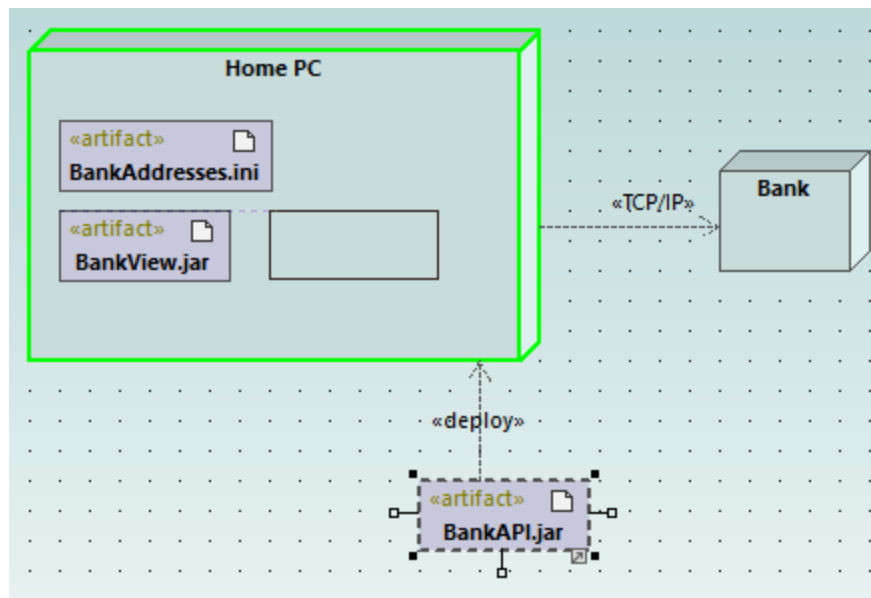 Home PC
«artifact»
BankAddresses.ini
«artifact»
BankView.jar
«TCP/IP»
Bank
«deploy»
«artifact»
BankAPI.jar